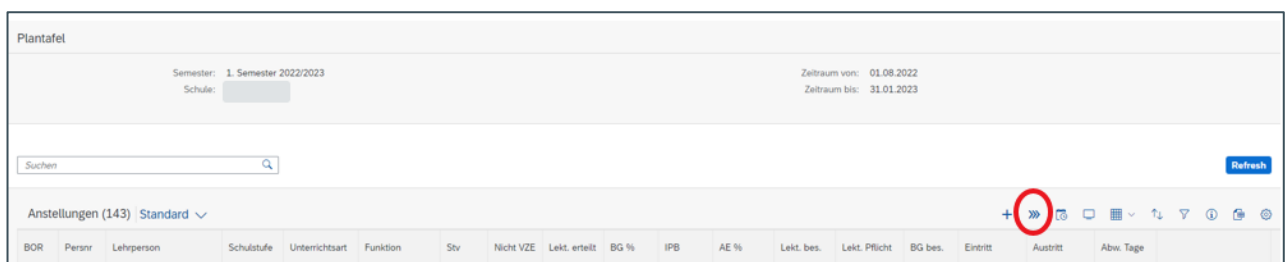 Plantafel
Semester: 1. Semester 2022/2023 Zeitraum von: 01.08.2022
Schule: Zeitraum bis: 31.01.2023
Suchen Refresh
Anstellungen (143) Standard
BOR Persnr Lehrperson Schulstufe Unterrichtsart Funktion Stv Nicht VZE Lekt. erteilt BG % IPB AE % Lekt. bes. Lekt. Pflicht BG bes. Eintritt Austritt Abw. Tage